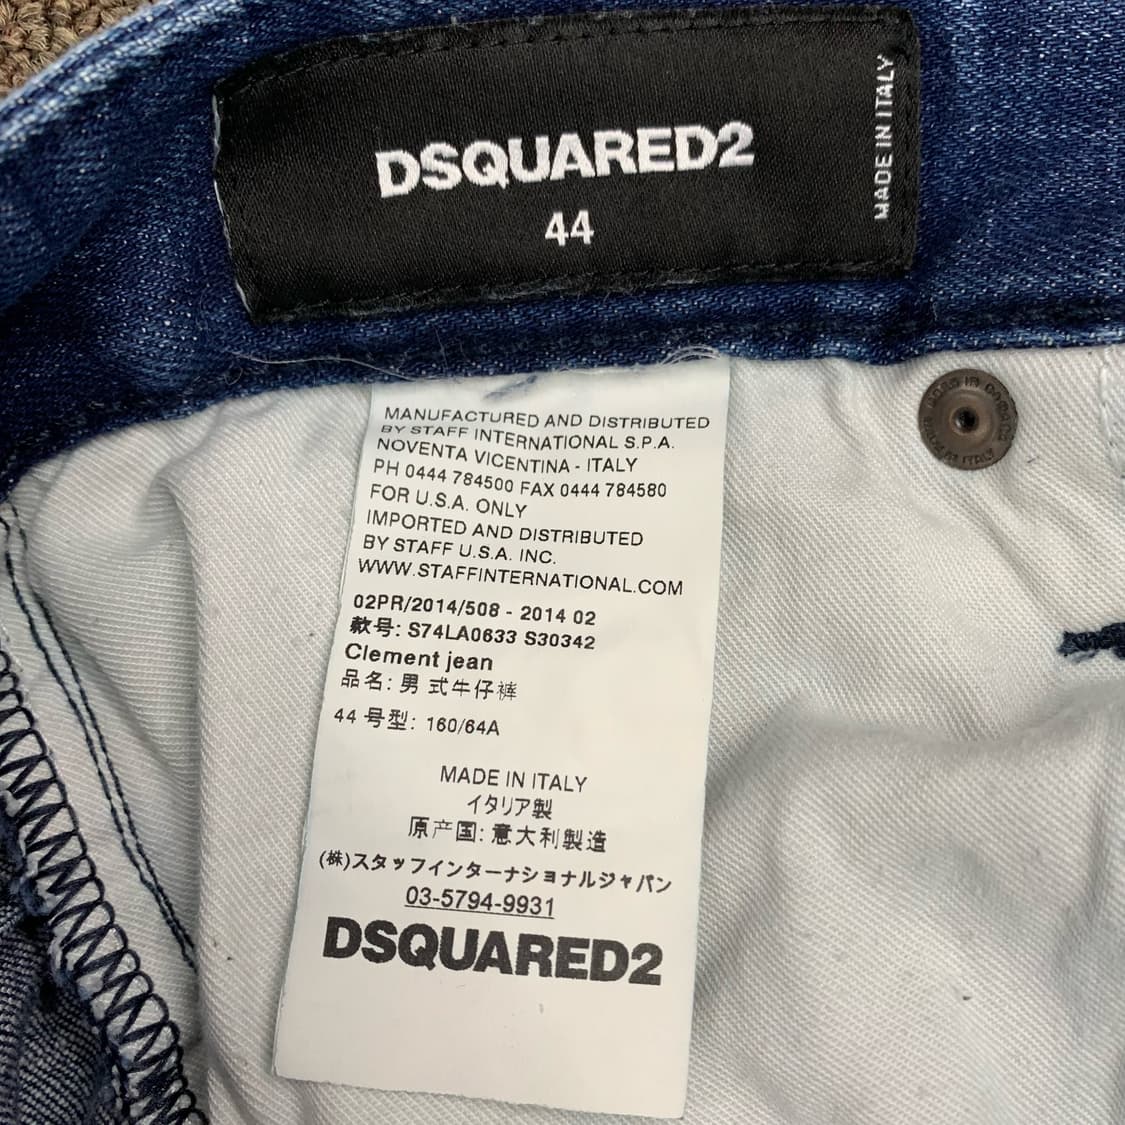 DSQUARED2
44
MADE IN ITALY
MANUFACTURED AND DISTRIBUTED
BY STAFF INTERNATIONAL S.P.A.
NOVENTA VICENTINA - ITALY
PH 0444 784500 FAX 0444 784580
FOR U.S.A. ONLY
IMPORTED AND DISTRIBUTED
BY STAFF U.S.A. INC.
WWW.STAFFINTERNATIONAL.COM
02PR/2014/508 - 2014 02
款号: S74LA0633 S30342
Clement jean
品名: 男 式牛仔裤
44 号型: 160/64A
MADE IN ITALY
イタリア製
原产国: 意大利製造
(株)スタッフインターナショナルジャパン
03-5794-9931
DSQUARED2
MADE IN ITALY